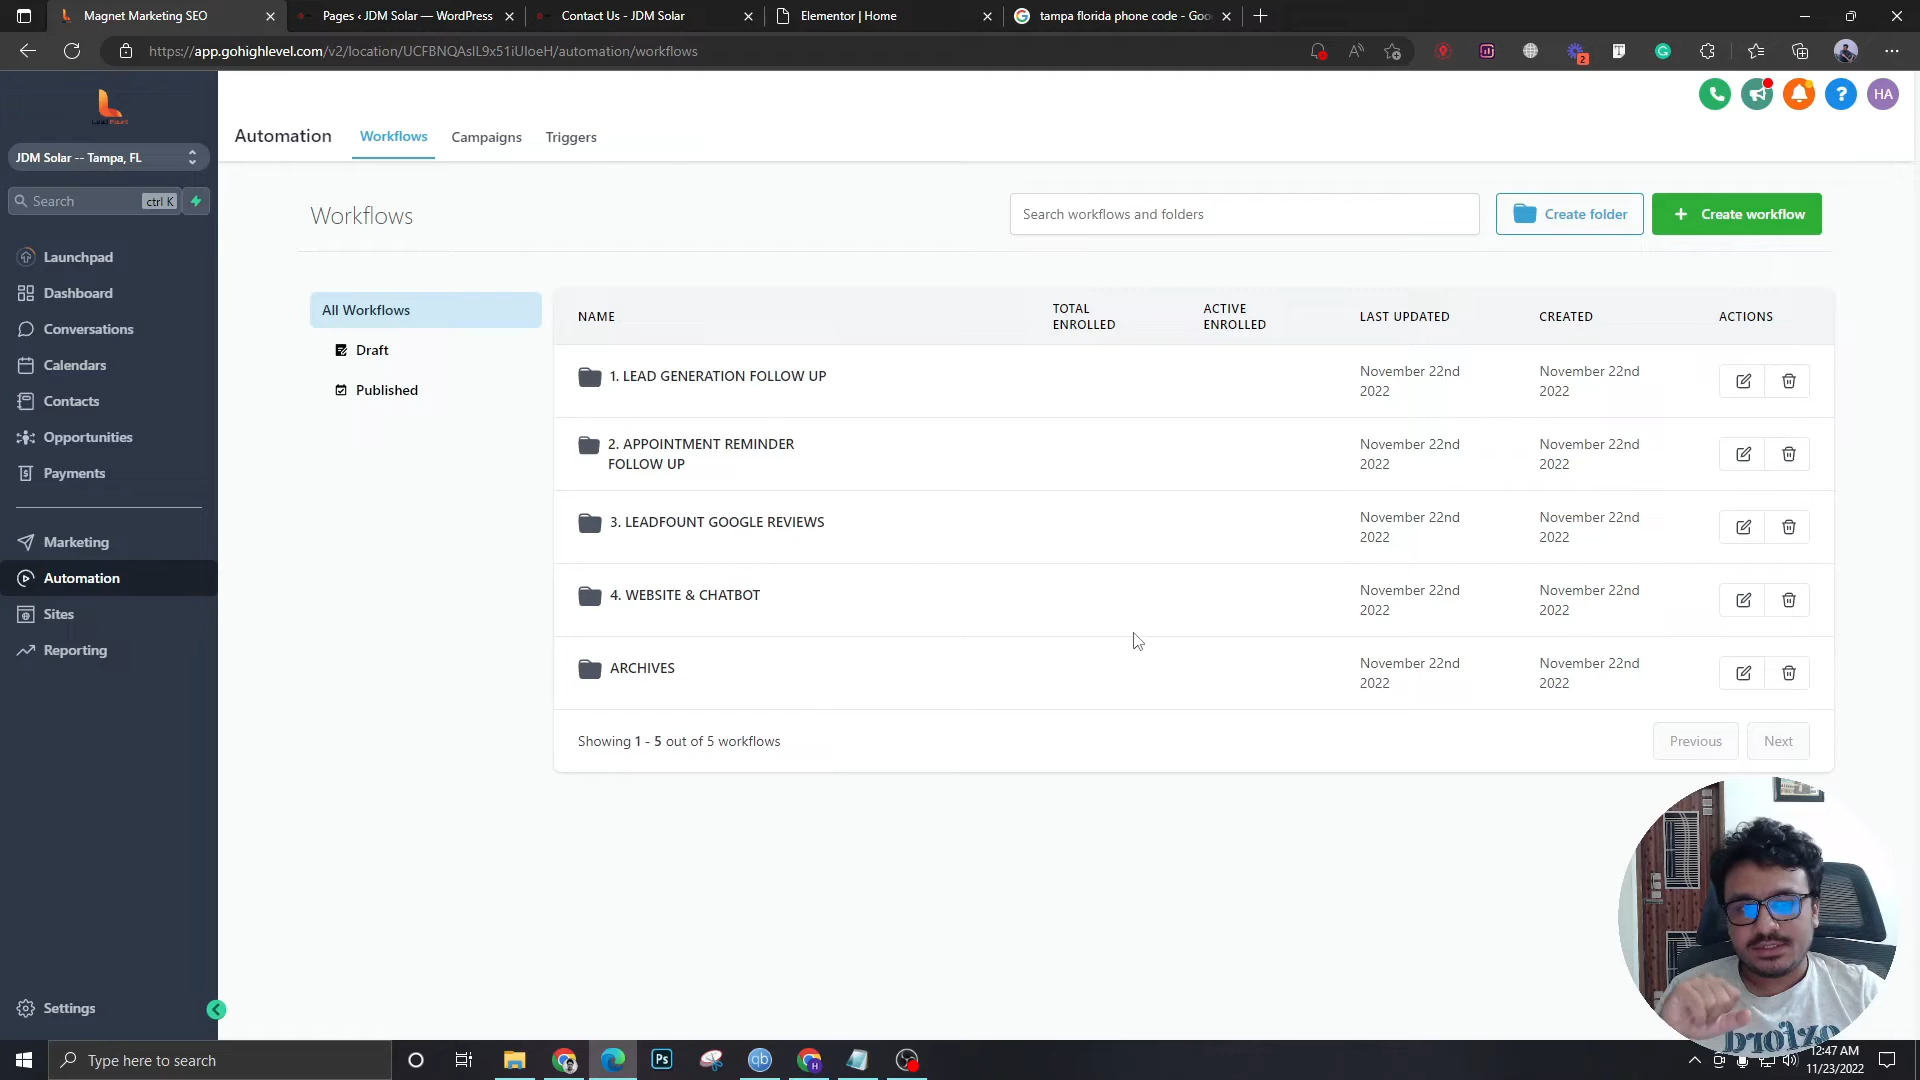 Magnet Marketing SEO
Pages ‹ JDM Solar — WordPress
Contact Us - JDM Solar
Elementor | Home
tampa florida phone code - Goo
https://app.gohighlevel.com/v2/location/UCFBNQAsIL9x51iUIoeH/automation/workflows
2
HA
Automation
Workflows
Campaigns
Triggers
JDM Solar -- Tampa, FL
Search
ctrl K
Launchpad
Dashboard
Conversations
Calendars
Contacts
Opportunities
Payments
Marketing
Automation
Sites
Reporting
Settings
Workflows
Search workflows and folders
Create folder
+ Create workflow
All Workflows
Draft
Published
NAME
TOTAL ENROLLED
ACTIVE ENROLLED
LAST UPDATED
CREATED
ACTIONS
1. LEAD GENERATION FOLLOW UP
November 22nd 2022
November 22nd 2022
2. APPOINTMENT REMINDER
FOLLOW UP
November 22nd 2022
November 22nd 2022
3. LEADFOUNT GOOGLE REVIEWS
November 22nd 2022
November 22nd 2022
4. WEBSITE & CHATBOT
November 22nd 2022
November 22nd 2022
ARCHIVES
November 22nd 2022
November 22nd 2022
Showing 1 - 5 out of 5 workflows
Previous
Next
Type here to search
Ps
qb
12:47 AM
11/23/2022